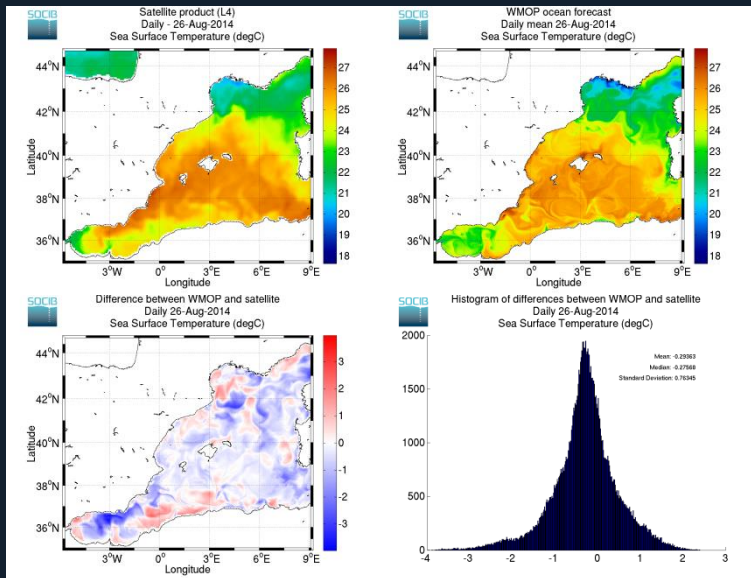 SOCIB
Satellite product (L4)
Daily - 26-Aug-2014
Sea Surface Temperature (degC)
44°N
42°N
40°N
38°N
36°N
Latitude
3°W
0°
3°E
6°E
9°E
Longitude
27
26
25
24
23
22
21
20
19
18
SOCIB
WMOP ocean forecast
Daily mean 26-Aug-2014
Sea Surface Temperature (degC)
44°N
42°N
40°N
38°N
36°N
Latitude
3°W
0°
3°E
6°E
9°E
Longitude
27
26
25
24
23
22
21
20
19
18
SOCIB
Difference between WMOP and satellite
Daily 26-Aug-2014
Sea Surface Temperature (degC)
44°N
42°N
40°N
38°N
36°N
Latitude
3°W
0°
3°E
6°E
9°E
Longitude
3
2
1
0
-1
-2
-3
SOCIB
Histogram of differences between WMOP and satellite
Daily 26-Aug-2014
Sea Surface Temperature (degC)
2000
1500
1000
500
0
-4
-3
-2
-1
0
1
2
3
Mean: -0.29363
Median: -0.27560
Standard Deviation: 0.76345